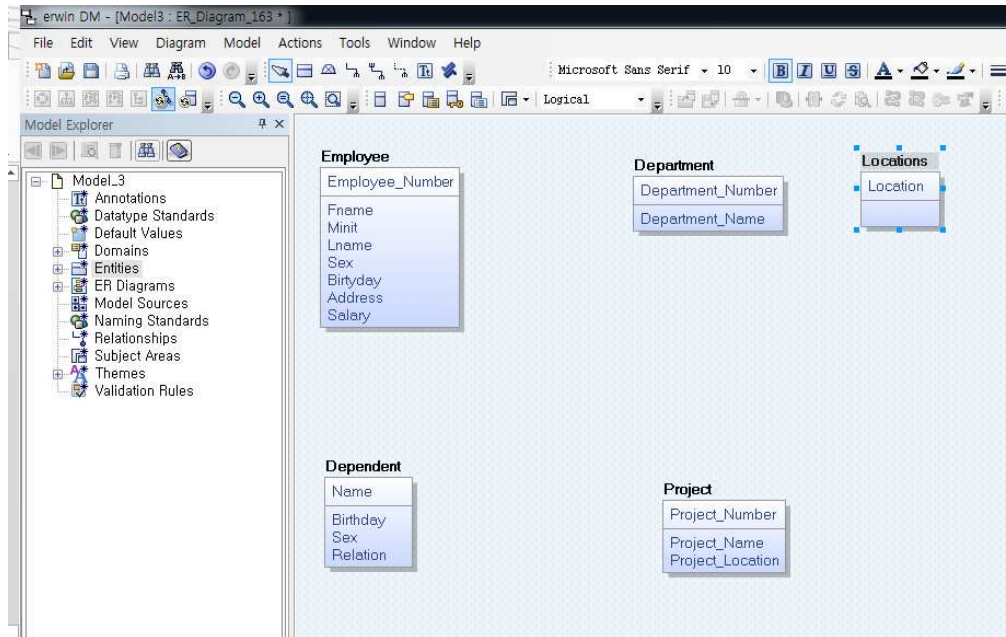 erwin DM - [Model3 : ER_Diagram_163 * ]
File Edit View Diagram Model Actions Tools Window Help
Microsoft Sans Serif 10 B I U S A
Logical
Model Explorer
Model_3
Annotations
Datatype Standards
Default Values
Domains
Entities
ER Diagrams
Model Sources
Naming Standards
Relationships
Subject Areas
Themes
Validation Rules
Employee
Employee_Number
Fname
Minit
Lname
Sex
Birtyday
Address
Salary
Department
Department_Number
Department_Name
Locations
Location
Dependent
Name
Birthday
Sex
Relation
Project
Project_Number
Project_Name
Project_Location